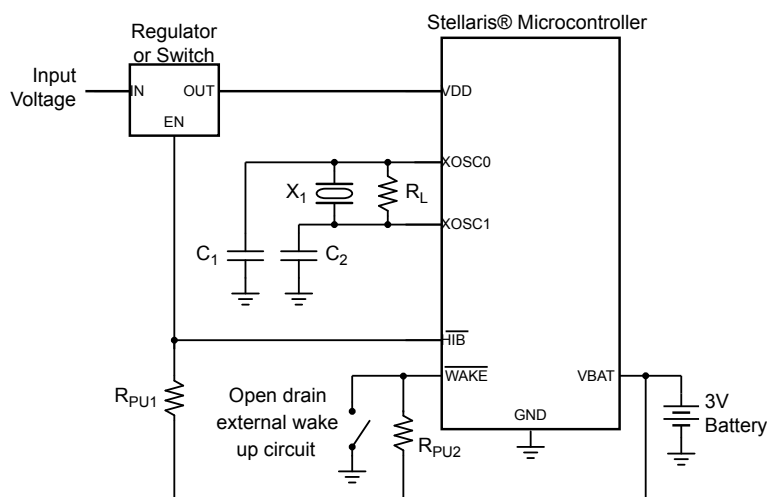 Stellaris® Microcontroller
Regulator
or Switch
Input
Voltage
IN
OUT
EN
VDD
XOSC0
X1
RL
XOSC1
C1
C2
HIB
WAKE
VBAT
RPU1
Open drain
external wake
up circuit
RPU2
GND
3V
Battery